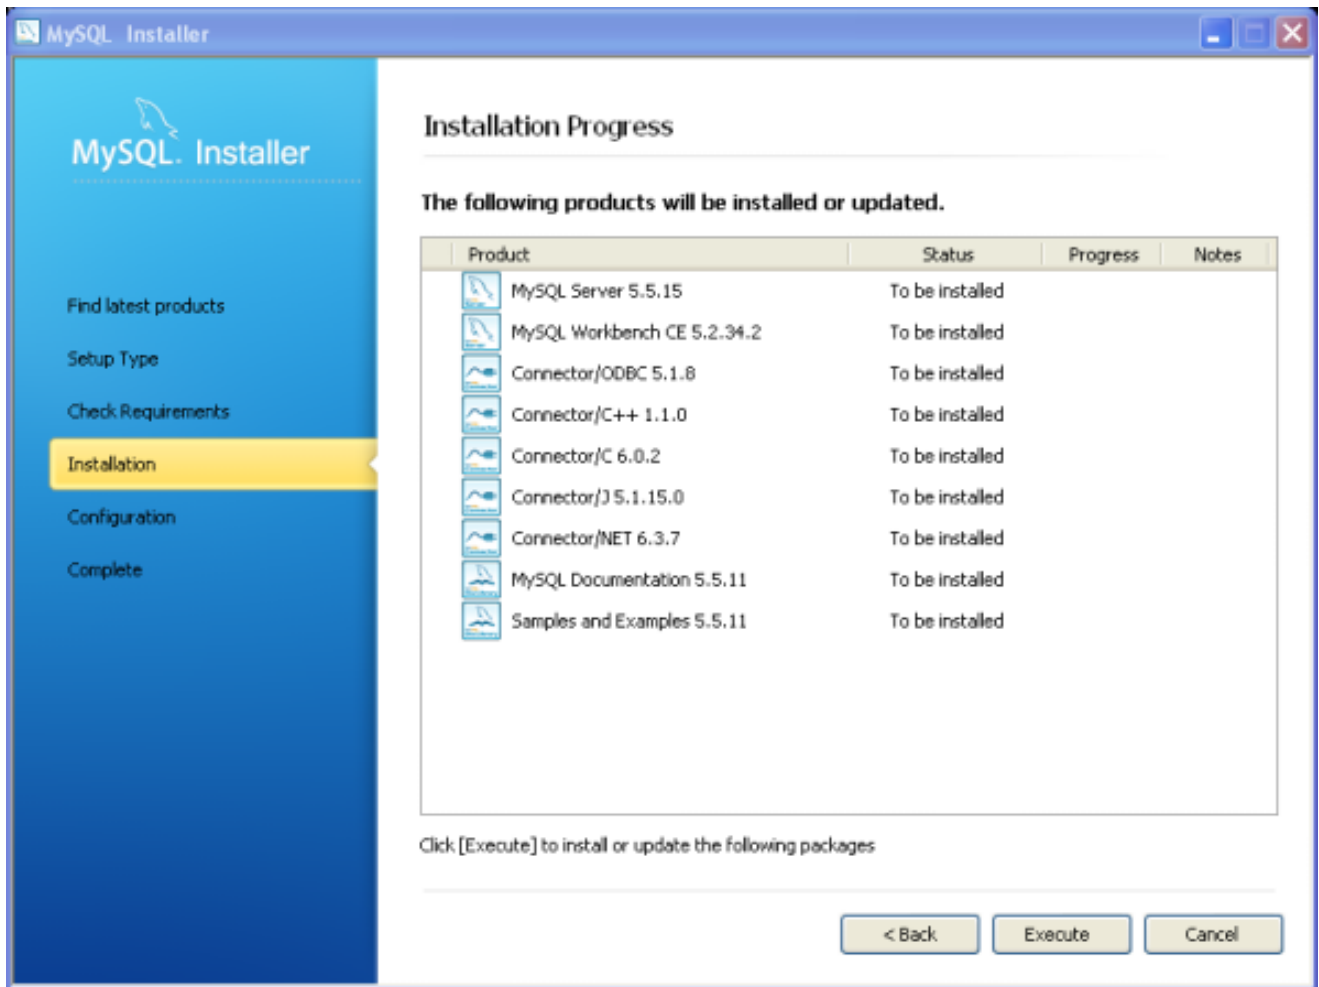 MySQL Installer
MySQL. Installer
Find latest products
Setup Type
Check Requirements
Installation
Configuration
Complete
Installation Progress
The following products will be installed or updated.
Product Status Progress Notes
MySQL Server 5.5.15 To be installed
MySQL Workbench CE 5.2.34.2 To be installed
Connector/ODBC 5.1.8 To be installed
Connector/C++ 1.1.0 To be installed
Connector/C 6.0.2 To be installed
Connector/J 5.1.15.0 To be installed
Connector/NET 6.3.7 To be installed
MySQL Documentation 5.5.11 To be installed
Samples and Examples 5.5.11 To be installed
Click [Execute] to install or update the following packages
< Back Execute Cancel